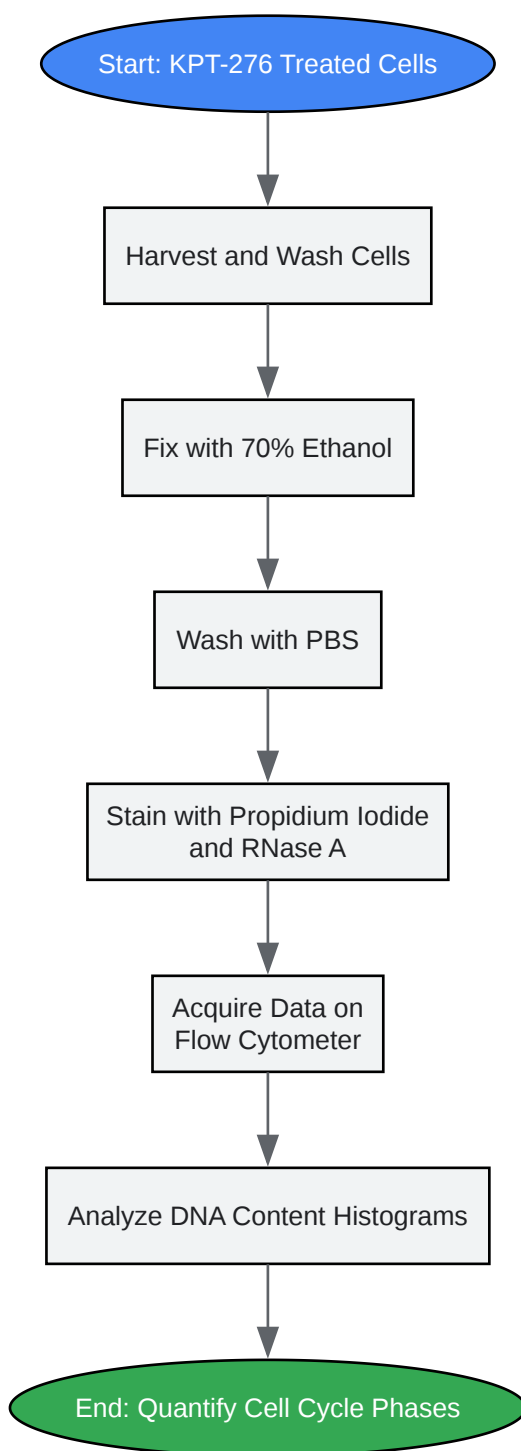 Start: KPT-276 Treated Cells
Harvest and Wash Cells
Fix with 70% Ethanol
Wash with PBS
Stain with Propidium Iodide
and RNase A
Acquire Data on
Flow Cytometer
Analyze DNA Content Histograms
End: Quantify Cell Cycle Phases